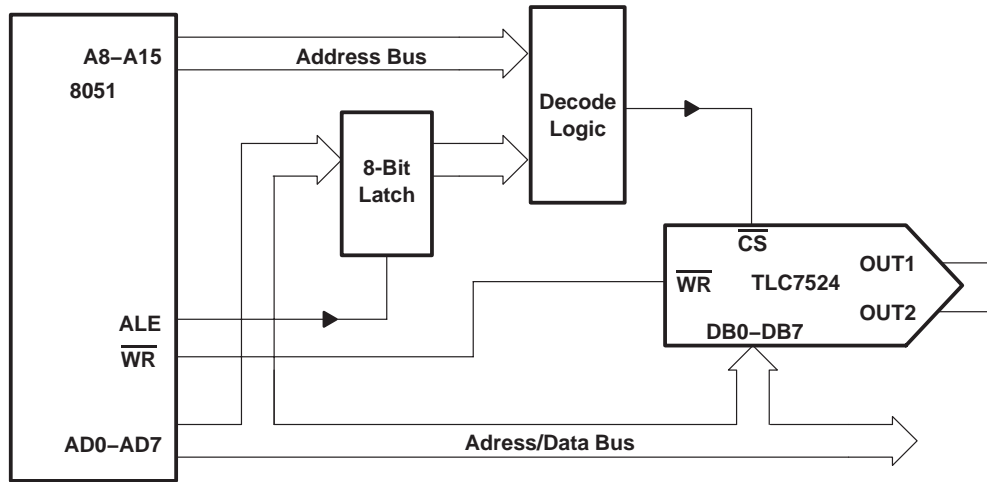 A8–A15
8051
Address Bus
Decode
Logic
8-Bit
Latch
CS
WR
TLC7524
OUT1
OUT2
DB0–DB7
ALE
WR
AD0–AD7
Adress/Data Bus